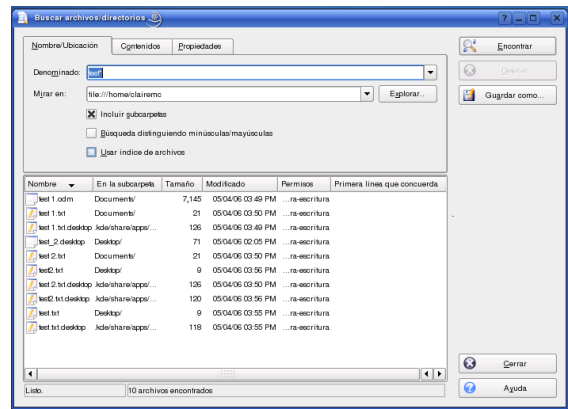 Buscar archivos/directorios
Nombre/Ubicación Contenidos Propiedades
Denominado: test*
Mirar en: file:///home/clairemc Explorar..
Incluir subcarpetas
Búsqueda distinguiendo minúsculas/mayúsculas
Usar índice de archivos
Encontrar
Detener
Guardar como...
Nombre En la subcarpeta Tamaño Modificado Permisos Primera línea que concuerda
test 1.odm Documents/ 7,145 05/04/06 03:49 PM ...ra-escritura
test 1.txt Documents/ 21 05/04/06 03:50 PM ...ra-escritura
test 1.txt.desktop .kde/share/apps/... 126 05/04/06 03:49 PM ...ra-escritura
test_2.desktop Desktop/ 71 05/04/06 02:05 PM ...ra-escritura
test 2.txt Documents/ 21 05/04/06 03:50 PM ...ra-escritura
test2.txt Desktop/ 9 05/04/06 03:56 PM ...ra-escritura
test 2.txt.desktop .kde/share/apps/... 126 05/04/06 03:50 PM ...ra-escritura
test2.txt.desktop .kde/share/apps/... 120 05/04/06 03:56 PM ...ra-escritura
test.txt Desktop/ 9 05/04/06 03:55 PM ...ra-escritura
test.txt.desktop .kde/share/apps/... 118 05/04/06 03:55 PM ...ra-escritura
Cerrar
Listo. 10 archivos encontrados
Ayuda